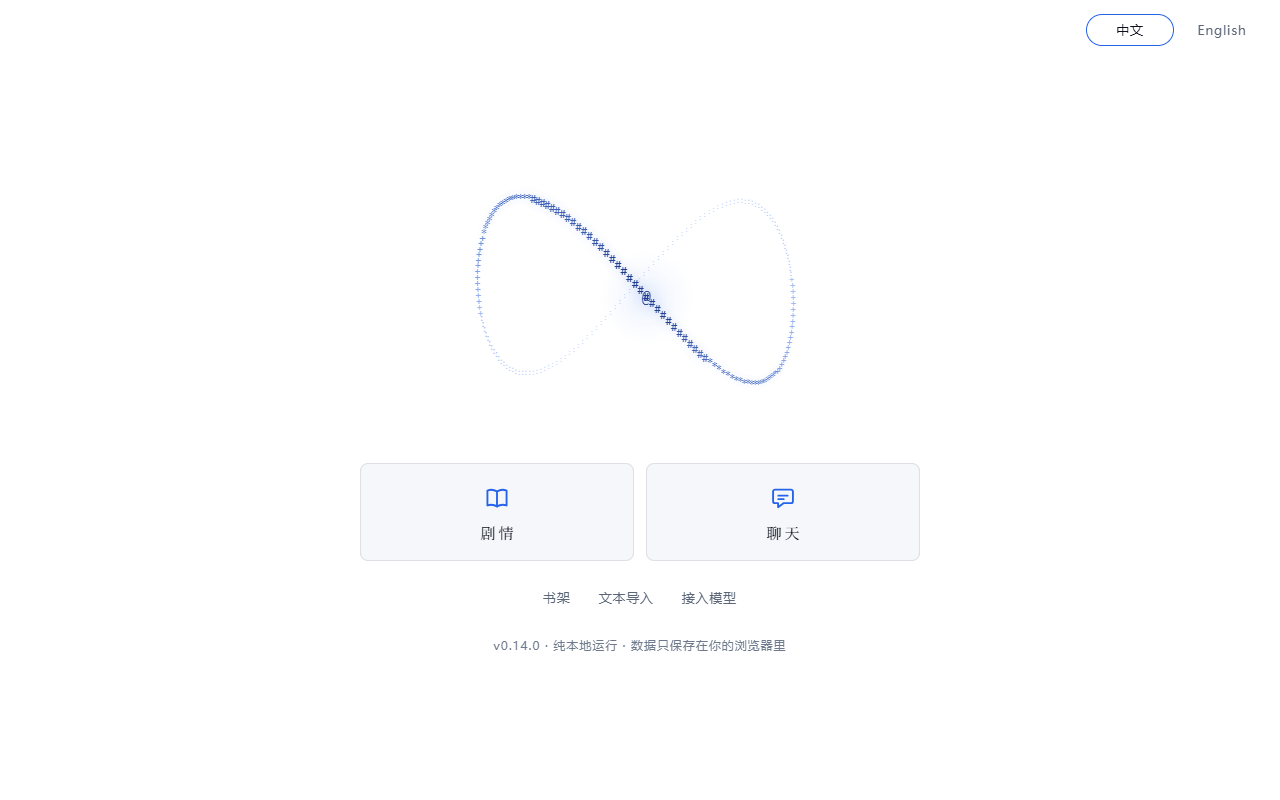 中文 English
剧情 聊天
书架 文本导入 接入模型
v0.14.0 · 纯本地运行 · 数据只保存在你的浏览器里